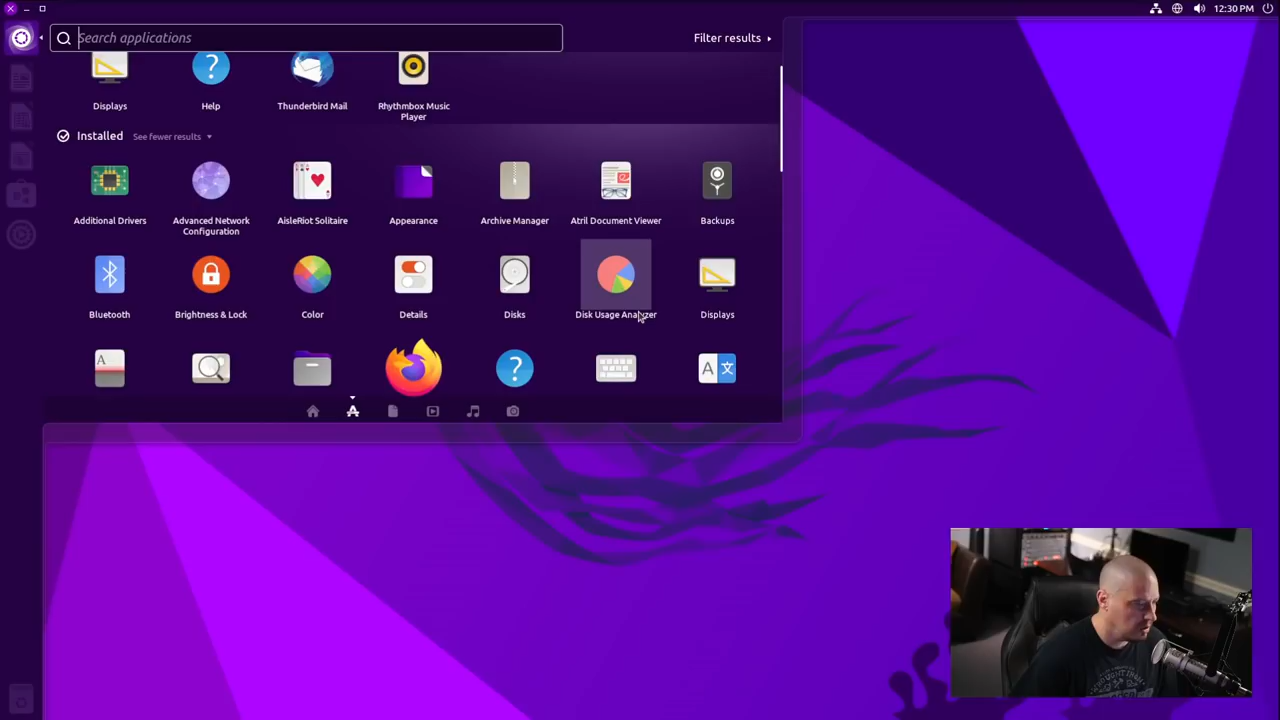 12:30 PM
Search applications
Filter results
Displays
Help
Thunderbird Mail
Rhythmbox Music
Player
Installed
See fewer results
Additional Drivers
Advanced Network
Configuration
AisleRiot Solitaire
Appearance
Archive Manager
Atril Document Viewer
Backups
Bluetooth
Brightness & Lock
Color
Details
Disks
Disk Usage Analyzer
Displays